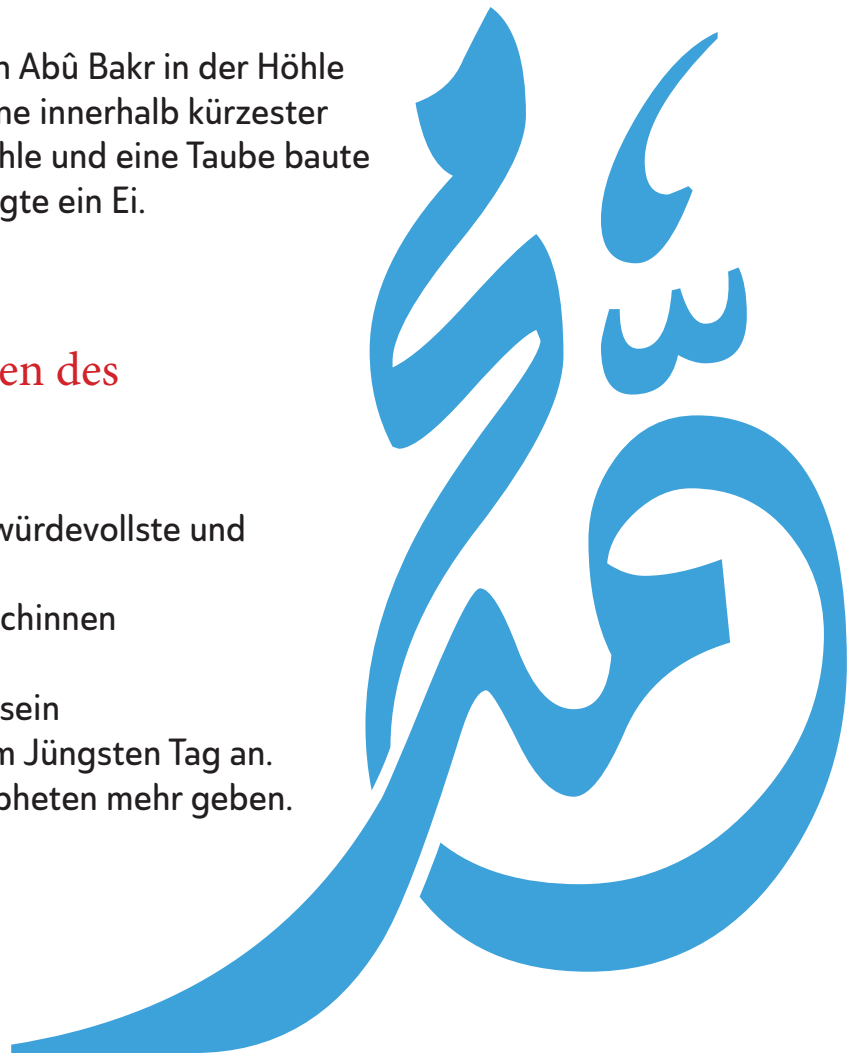 n Abû Bakr in der Höhle
ne innerhalb kürzester
hle und eine Taube baute
gte ein Ei.
en des
würdevollste und
chinnen
sein
m Jüngsten Tag an.
pheten mehr geben.
محمّد